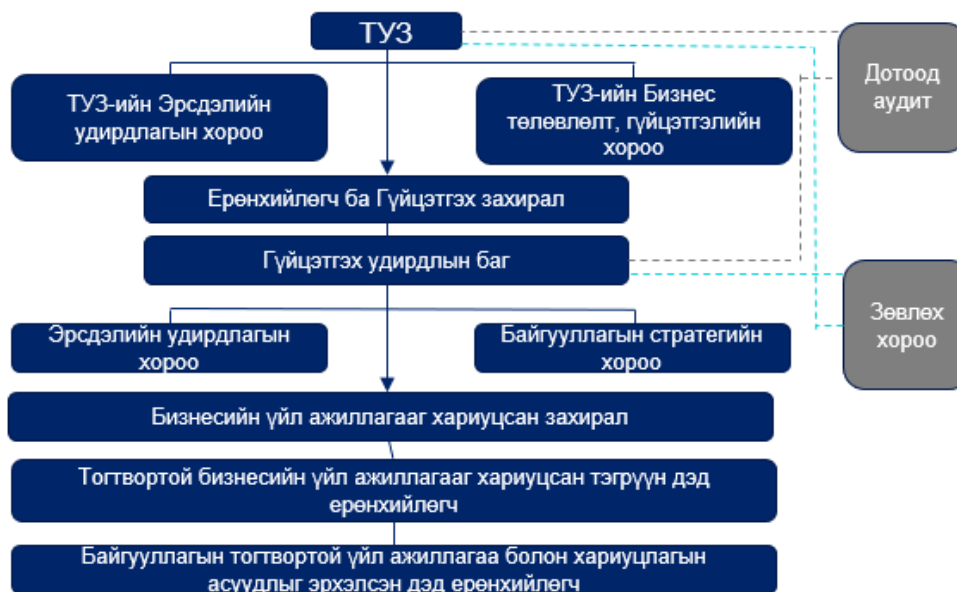 ТУЗ
ТУЗ-ийн Эрсдэлийн
удирдлагын хороо
ТУЗ-ийн Бизнес
төлөвлөлт, гүйцэтгэлийн
хороо
Дотоод
аудит
Ерөнхийлөгч ба Гүйцэтгэх захирал
Гүйцэтгэх удирдлын баг
Эрсдэлийн удирдлагын
хороо
Байгууллагын стратегийн
хороо
Зөвлөх
хороо
Бизнесийн үйл ажиллагааг хариуцсан захирал
Тогтвортой бизнесийн үйл ажиллагааг хариуцсан тэгрүүн дэд
ерөнхийлөгч
Байгууллагын тогтвортой үйл ажиллагаа болон хариуцлагын
асуудлыг эрхэлсэн дэд ерөнхийлөгч